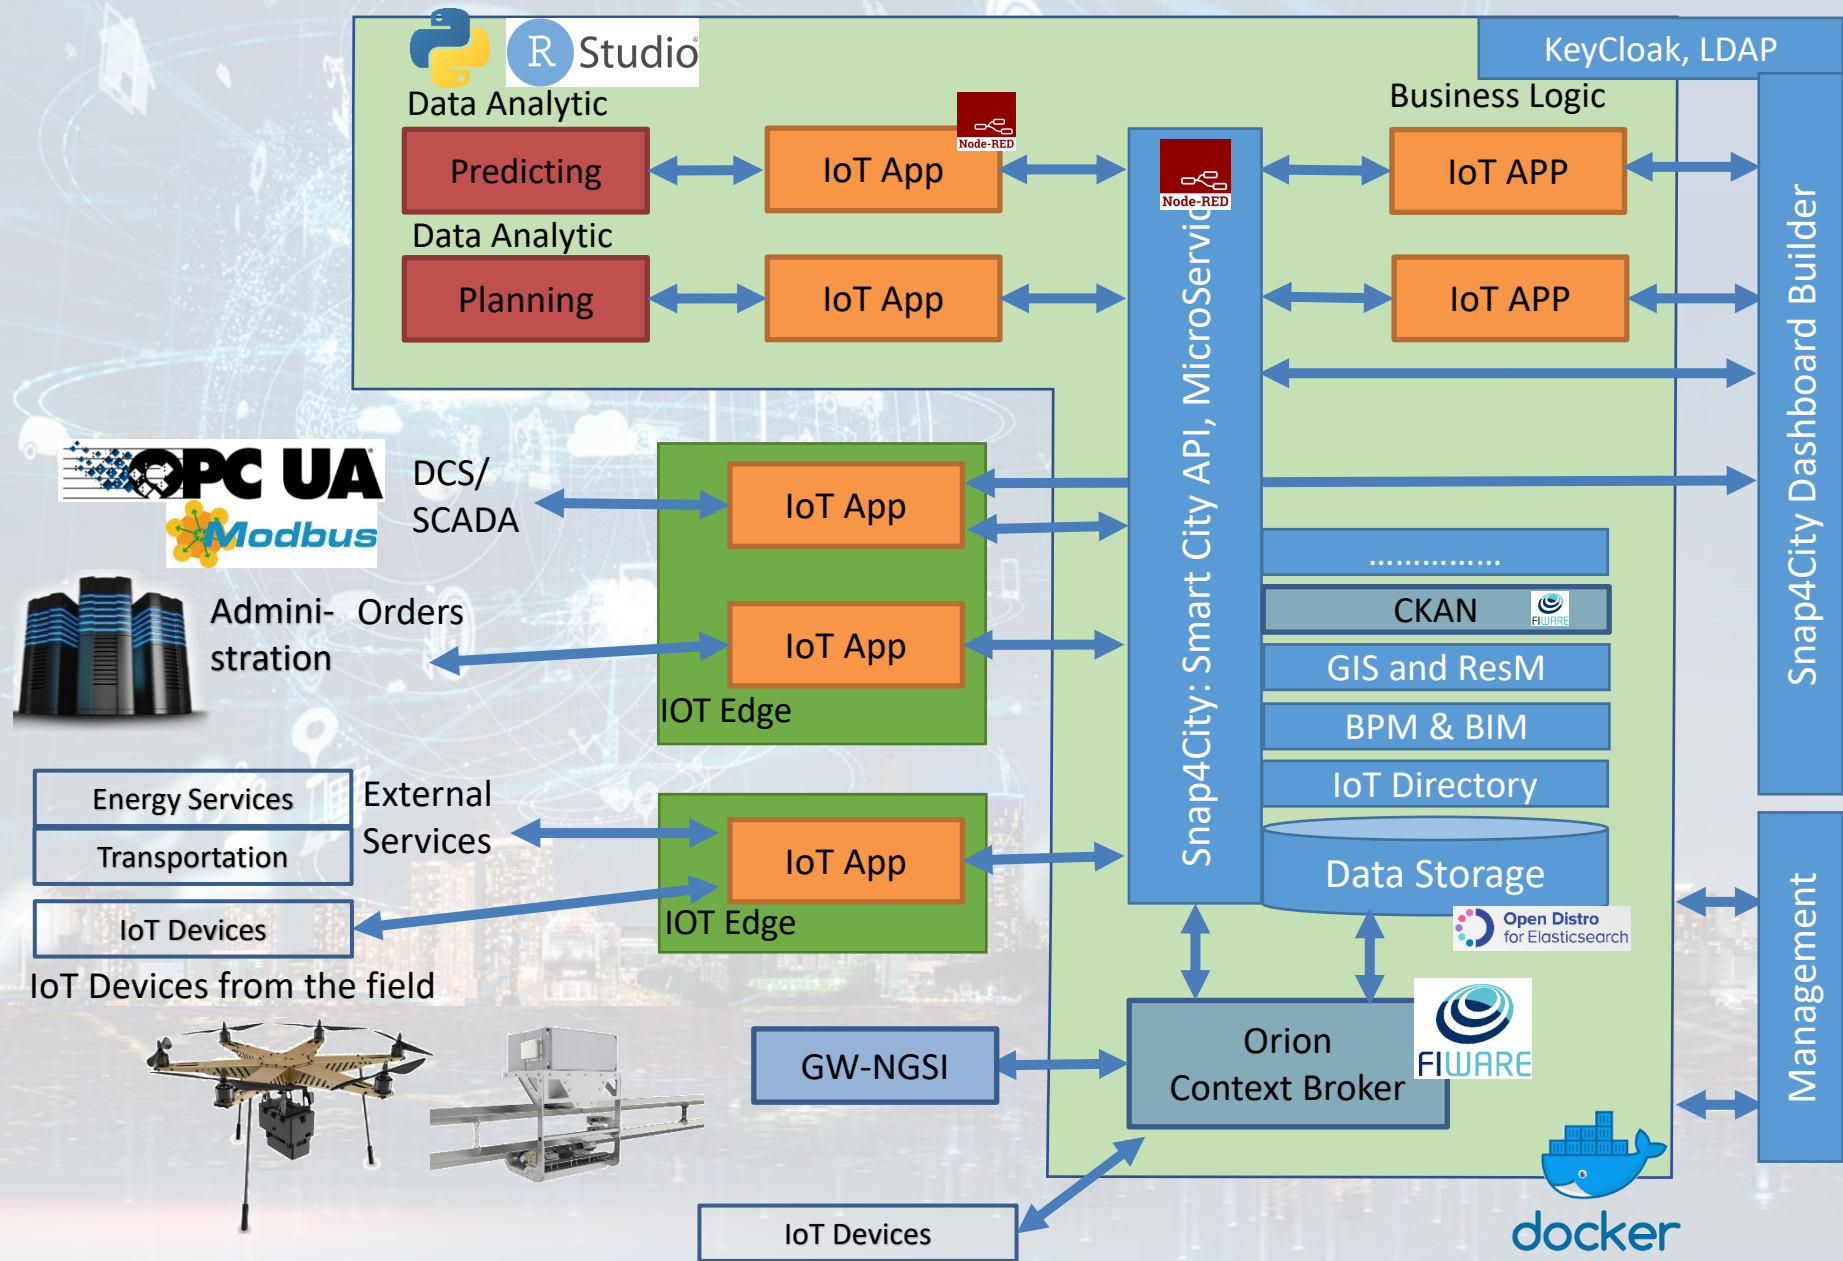 R Studio
KeyCloak, LDAP
Data Analytic
Business Logic
Predicting
IoT App
Node-RED
Node-RED
IoT APP
Data Analytic
Planning
IoT App
IoT APP
Snap4City: Smart City API, MicroServic
Snap4City Dashboard Builder
OPC UA
Modbus
DCS/
SCADA
IoT App
Admini-
stration
Orders
IoT App
IOT Edge
……………
CKAN
FIWARE
GIS and ResM
BPM & BIM
IoT Directory
Data Storage
Open Distro
for Elasticsearch
Energy Services
Transportation
External
Services
IoT App
IoT Devices
IOT Edge
IoT Devices from the field
Management
GW-NGSI
Orion
Context Broker
FIWARE
IoT Devices
docker